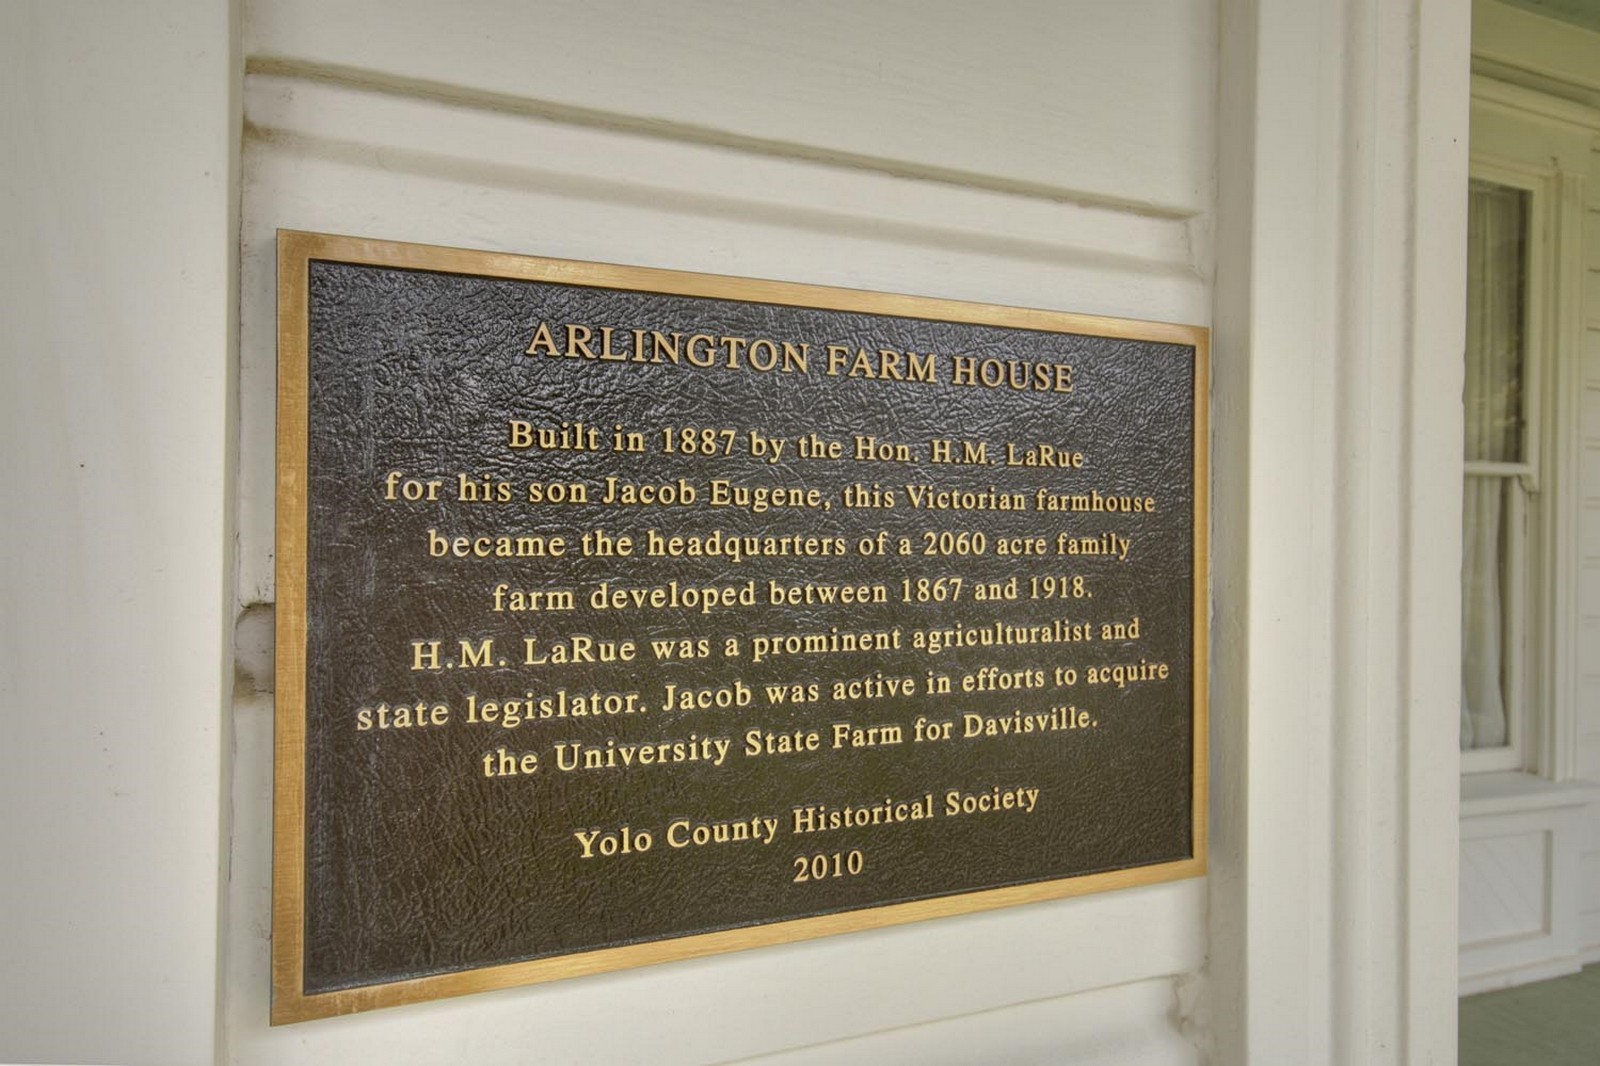 ARLINGTON FARM HOUSE
Built in 1887 by the Hon. H.M. LaRue
for his son Jacob Eugene, this Victorian farmhouse
became the headquarters of a 2060 acre family
farm developed between 1867 and 1918.
H.M. LaRue was a prominent agriculturalist and
state legislator. Jacob was active in efforts to acquire
the University State Farm for Davisville.
Yolo County Historical Society
2010